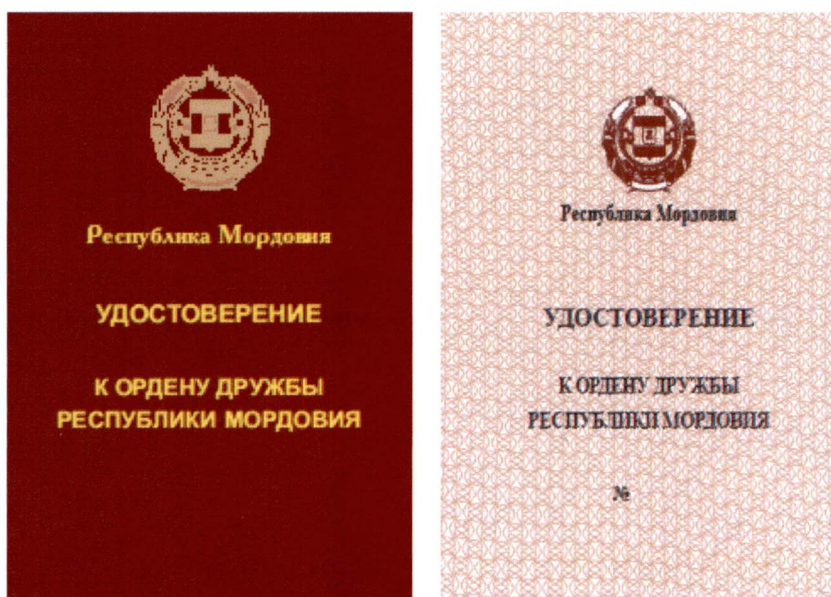 Республика Мордовия
УДОСТОВЕРЕНИЕ
К ОРДЕНУ ДРУЖБЫ
РЕСПУБЛИКИ МОРДОВИЯ
Республика Мордовия
УДОСТОВЕРЕНИЕ
К ОРДЕНУ ДРУЖБЫ
РЕСПУБЛИКИ МОРДОВИЯ
№